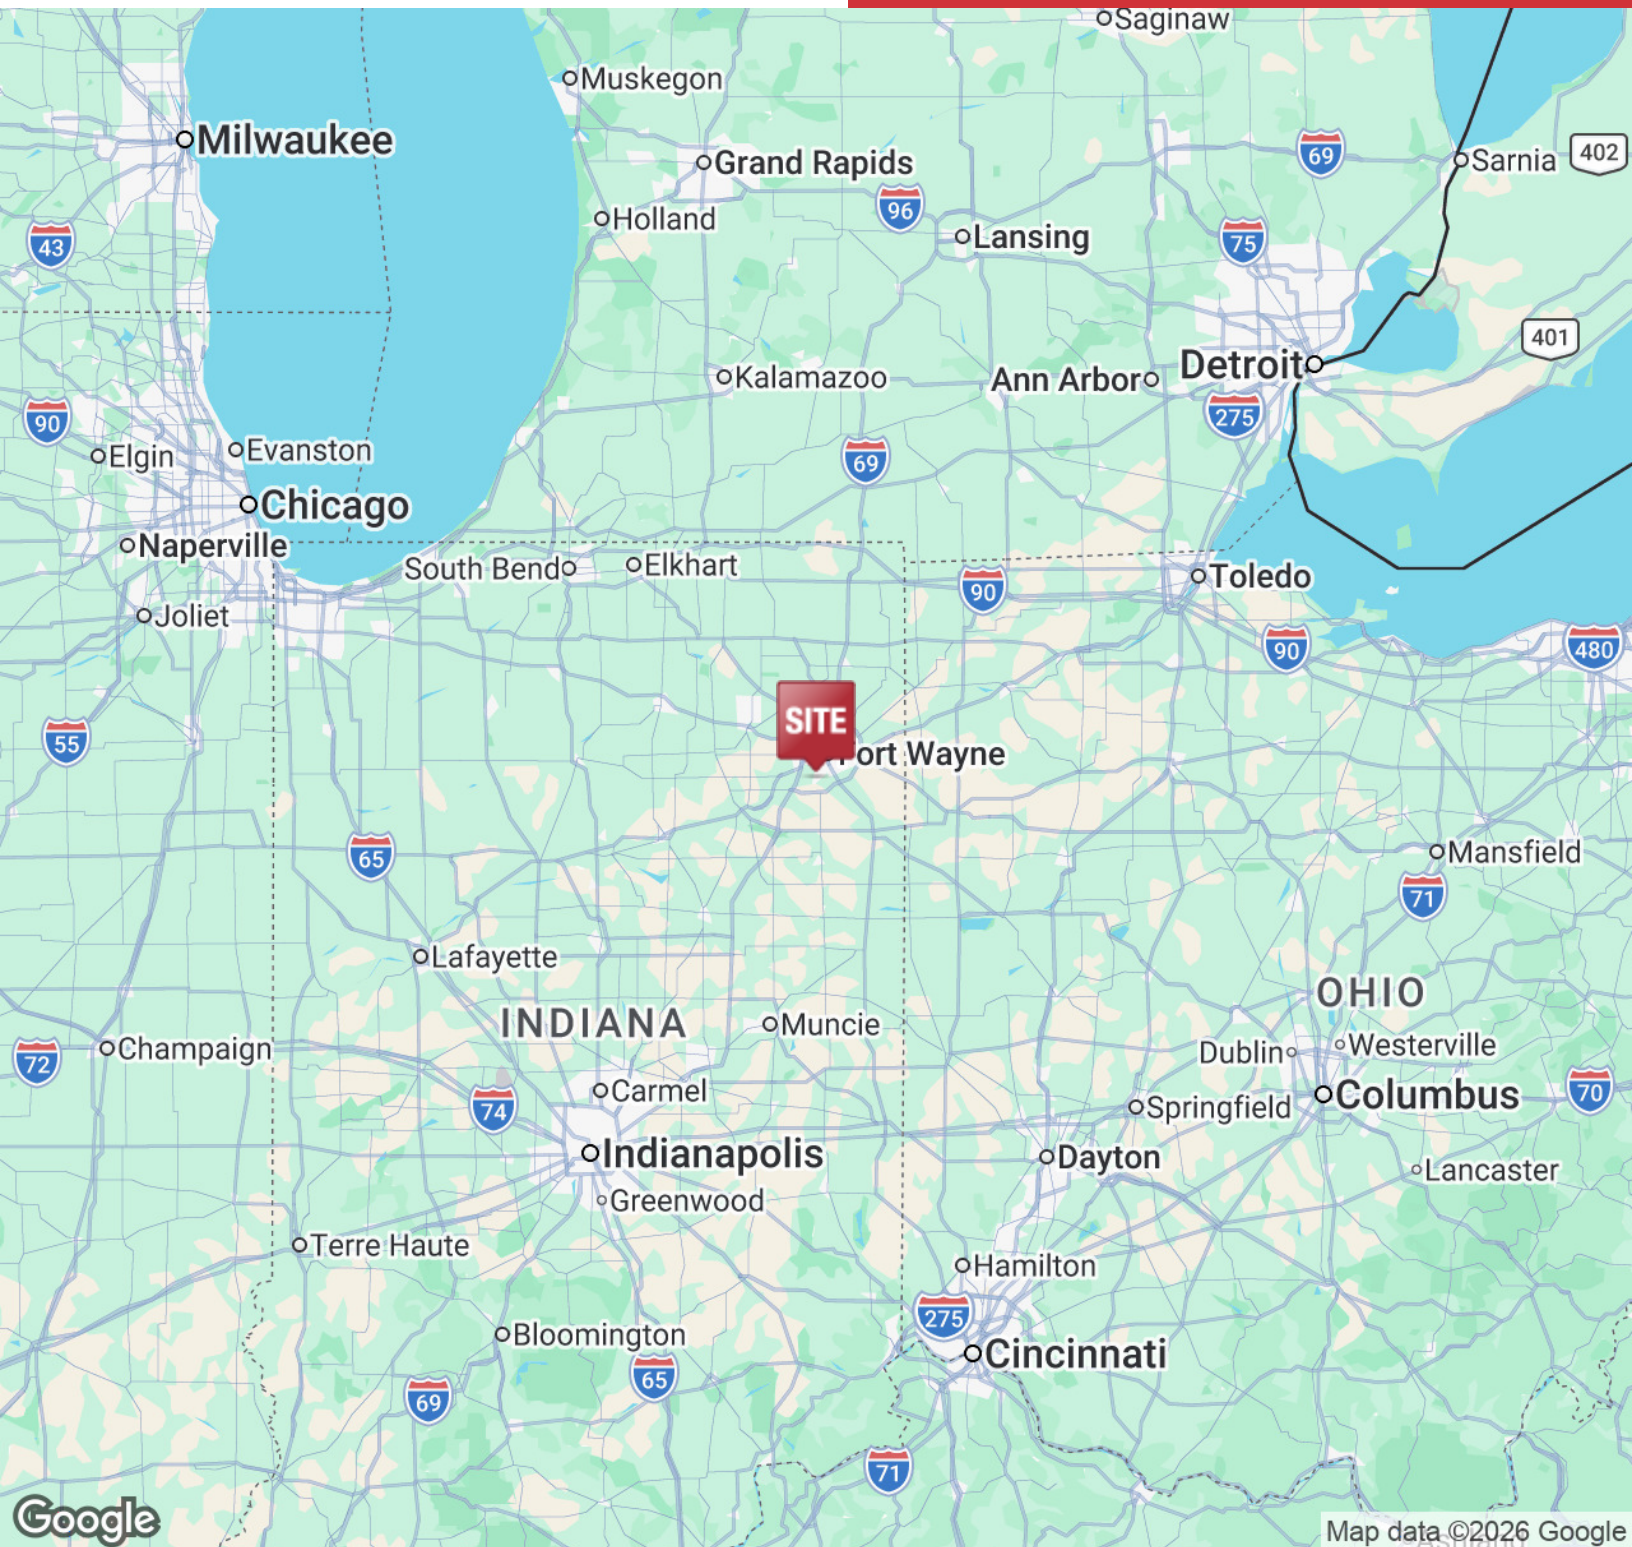 Saginaw
Muskegon
Milwaukee
Grand Rapids
69
Sarnia
402
96
Holland
43
Lansing
75
401
Detroit
Kalamazoo
Ann Arbor
90
275
Elgin
Evanston
69
Chicago
Naperville
South Bend
Elkhart
90
Toledo
Joliet
90
480
SITE
55
ort Wayne
65
Mansfield
71
Lafayette
OHIO
INDIANA
Muncie
Champaign
72
Dublin
Westerville
Carmel
70
74
Springfield
Columbus
Indianapolis
Dayton
Lancaster
Greenwood
Terre Haute
Hamilton
275
Bloomington
Cincinnati
65
69
71
Google
Map data ©2026 Google